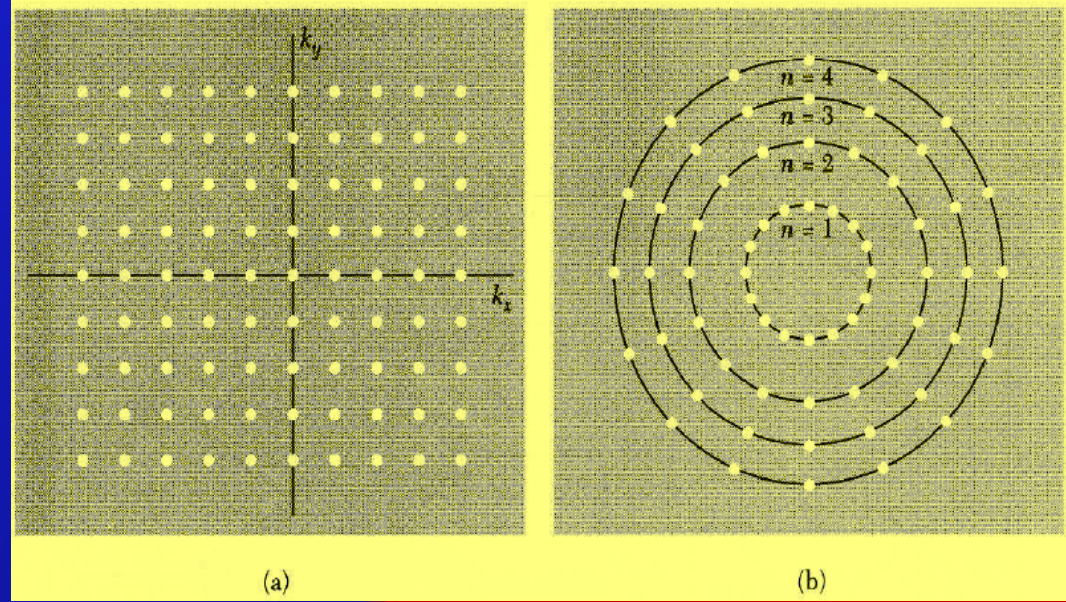 k_y
k_x
(a)
n = 4
n = 3
n = 2
n = 1
(b)